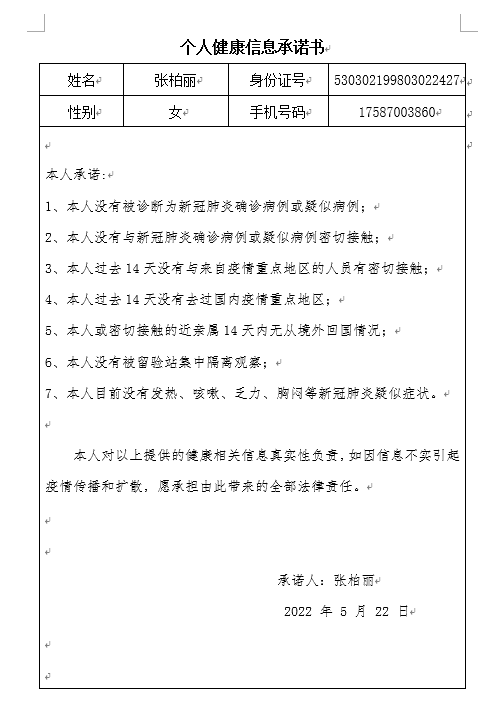 个人健康信息承诺书
姓名 张柏丽 身份证号 530302199803022427
性别 女 手机号码 17587003860
本人承诺:
1、本人没有被诊断为新冠肺炎确诊病例或疑似病例；
2、本人没有与新冠肺炎确诊病例或疑似病例密切接触；
3、本人过去14天没有与来自疫情重点地区的人员有密切接触；
4、本人过去14天没有去过国内疫情重点地区；
5、本人或密切接触的近亲属14天内无从境外回国情况；
6、本人没有被留验站集中隔离观察；
7、本人目前没有发热、咳嗽、乏力、胸闷等新冠肺炎疑似症状。
本人对以上提供的健康相关信息真实性负责，如因信息不实引起
疫情传播和扩散，愿承担由此带来的全部法律责任。
承诺人：张柏丽
2022 年 5 月 22 日